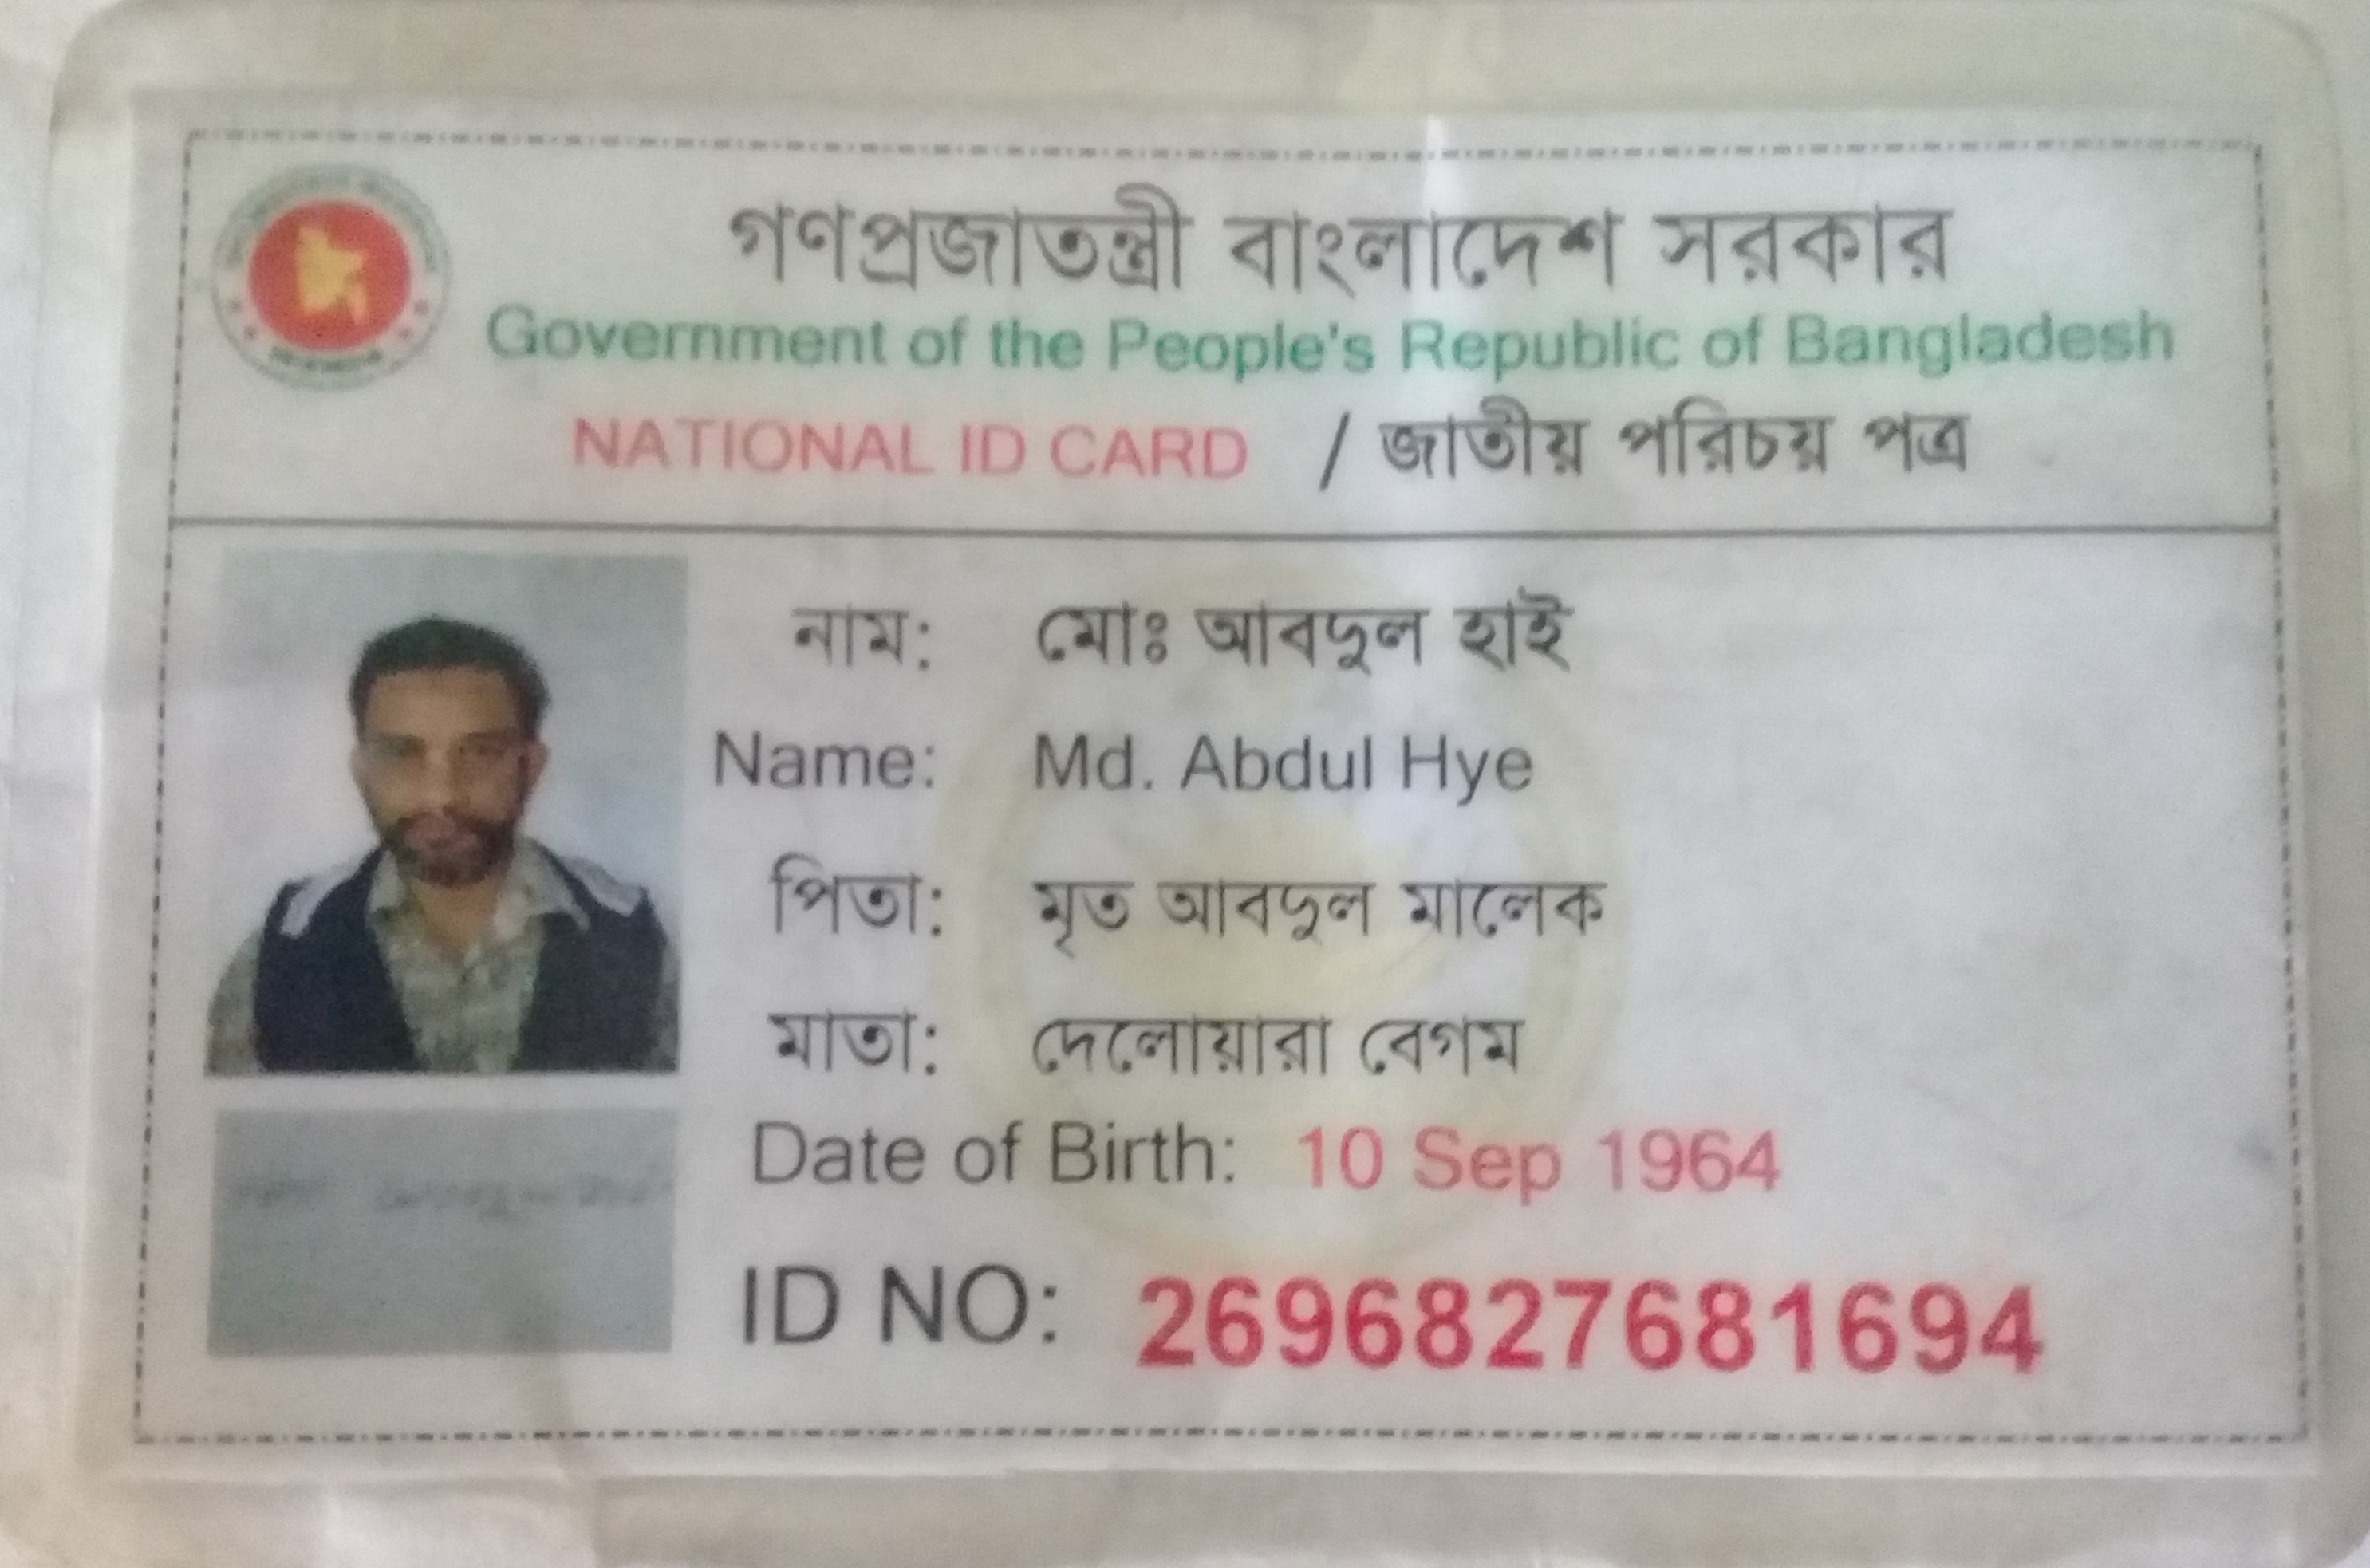 গণপ্রজাতন্ত্রী বাংলাদেশ সরকার
Government of the People's Republic of Bangladesh
NATIONAL ID CARD / জাতীয় পরিচয় পত্র
নাম: মোঃ আবদুল হাই
Name: Md. Abdul Hye
পিতা: মৃত আবদুল মালেক
মাতা: দেলোয়ারা বেগম
Date of Birth: 10 Sep 1964
ID NO: 2696827681694